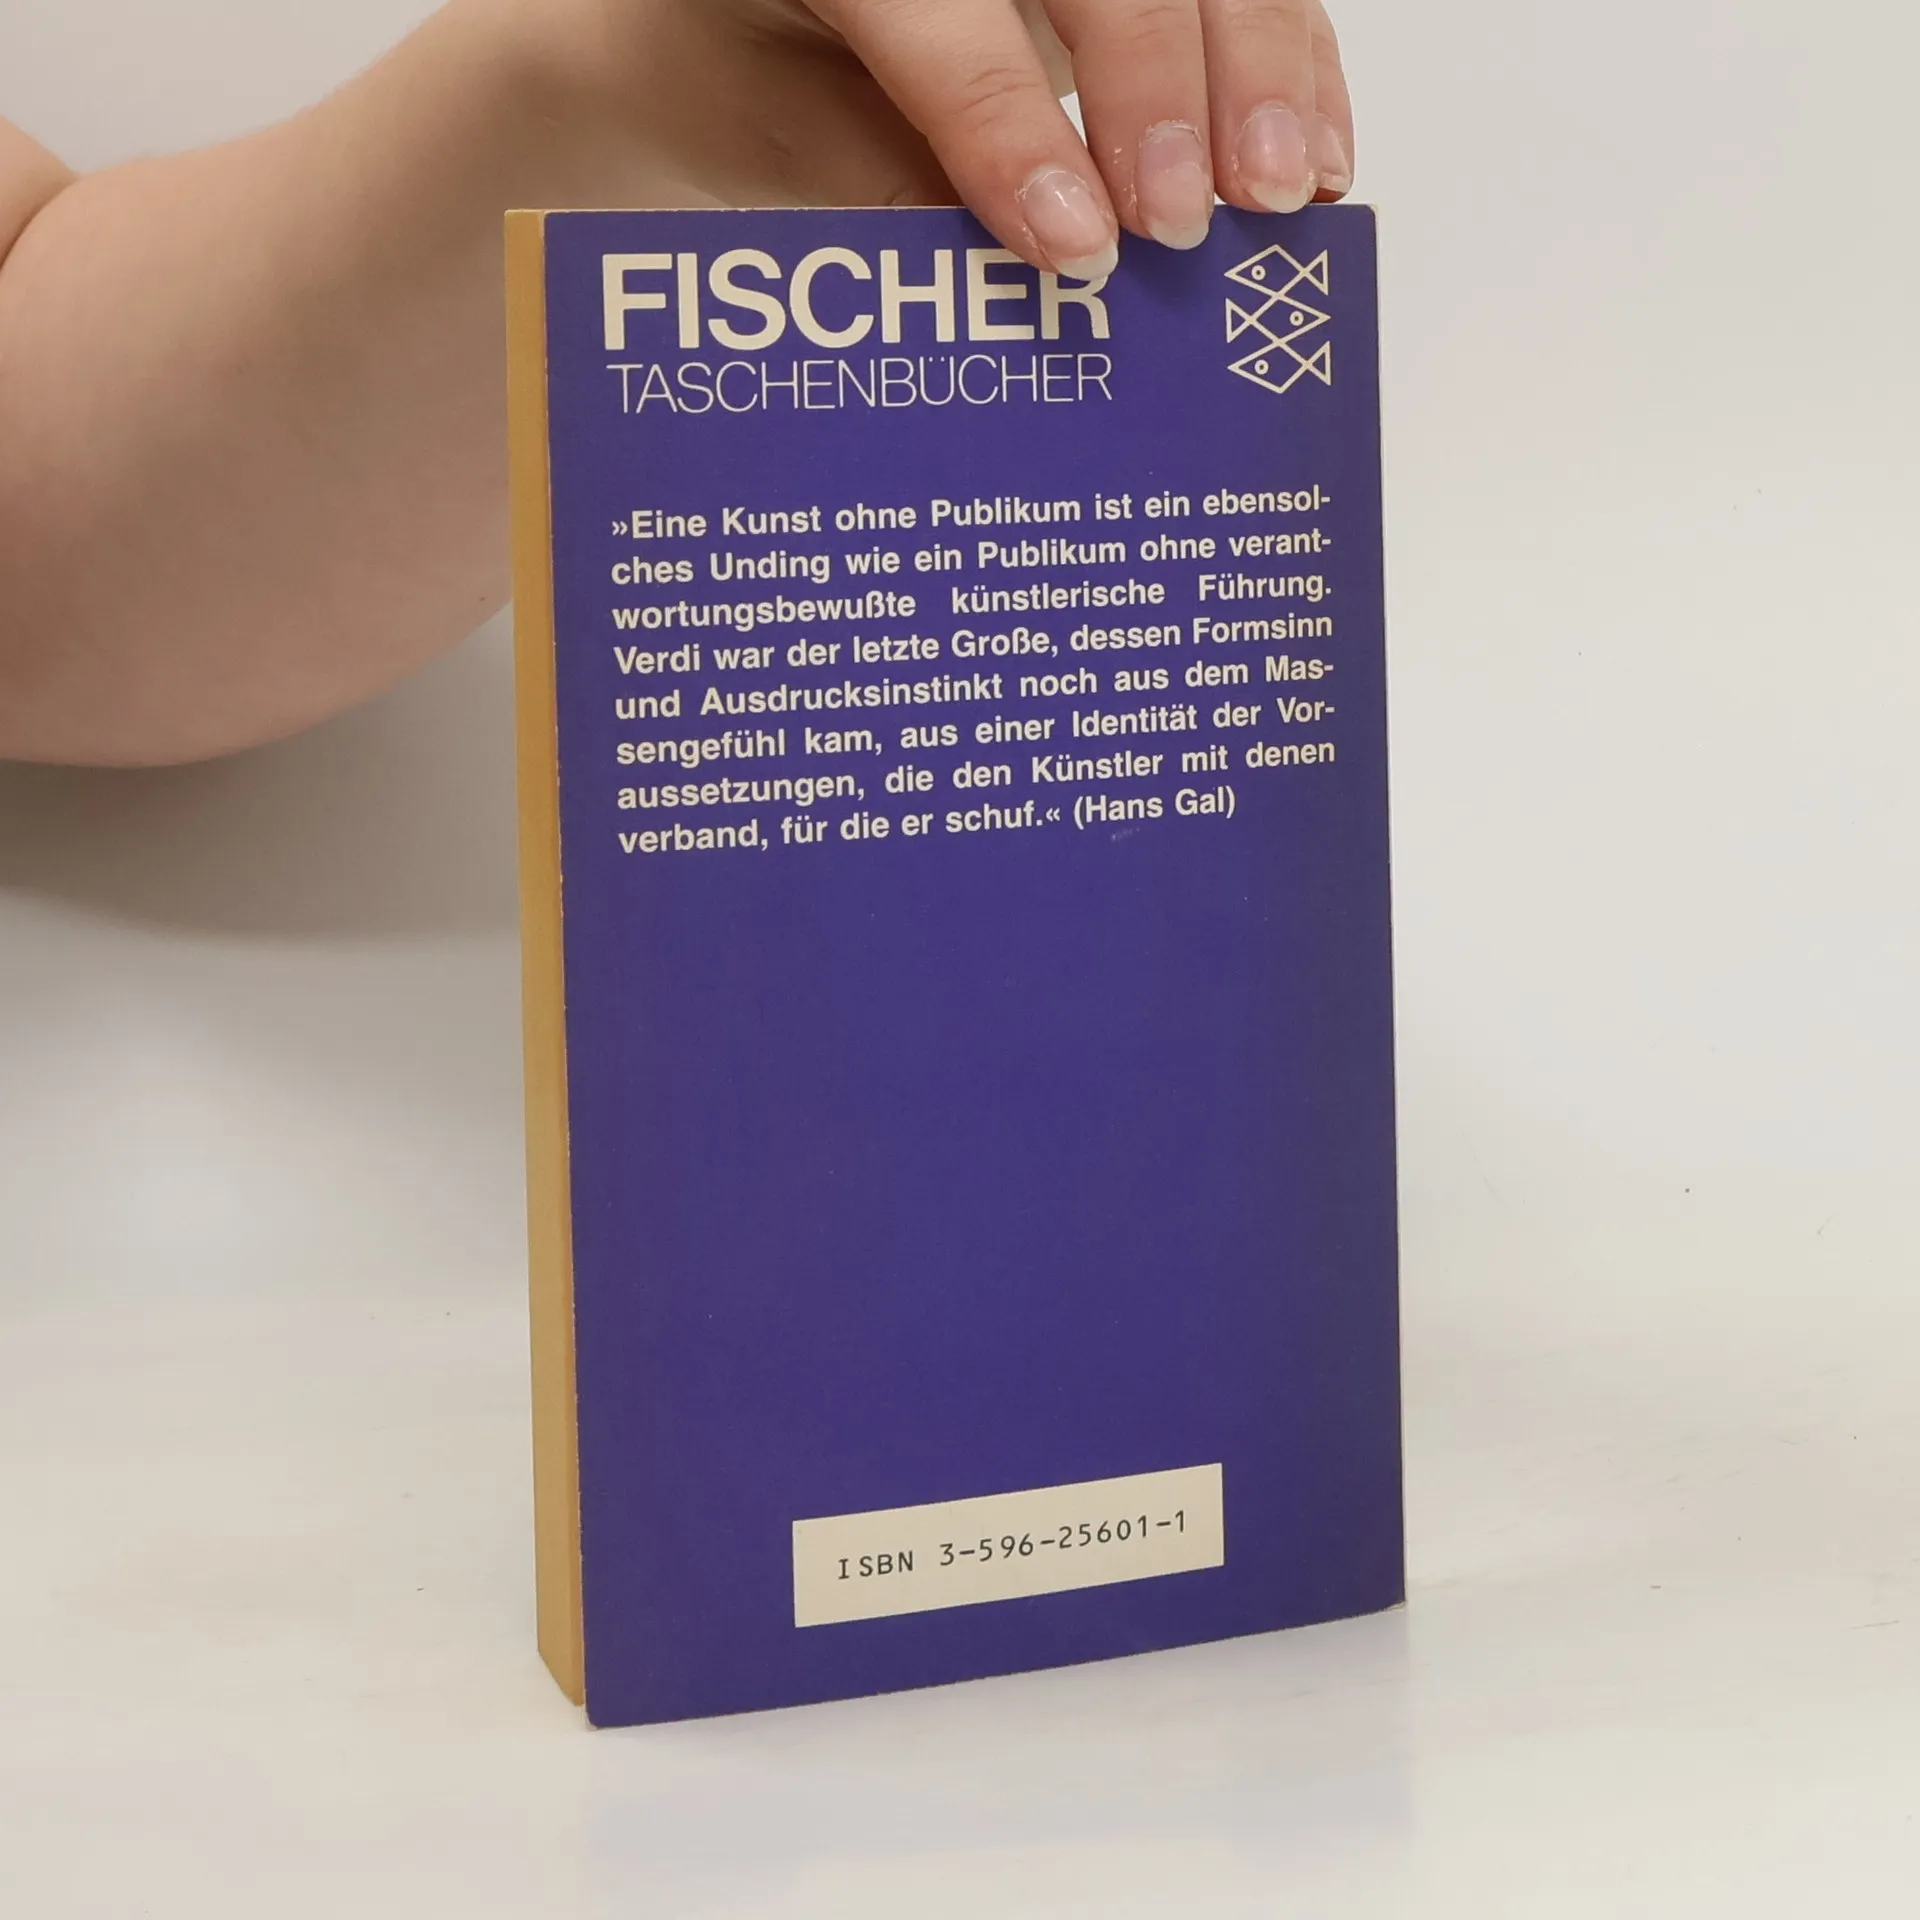 FISCHER
TASCHENBÜCHER
»Eine Kunst ohne Publikum ist ein ebensol-
ches Unding wie ein Publikum ohne verant-
wortungsbewußte künstlerische Führung.
Verdi war der letzte Große, dessen Formsinn
und Ausdrucksinstinkt noch aus dem Mas-
sengefühl kam, aus einer Identität der Vor-
aussetzungen, die den Künstler mit denen
verband, für die er schuf.« (Hans Gal)
ISBN 3-596-25601-1